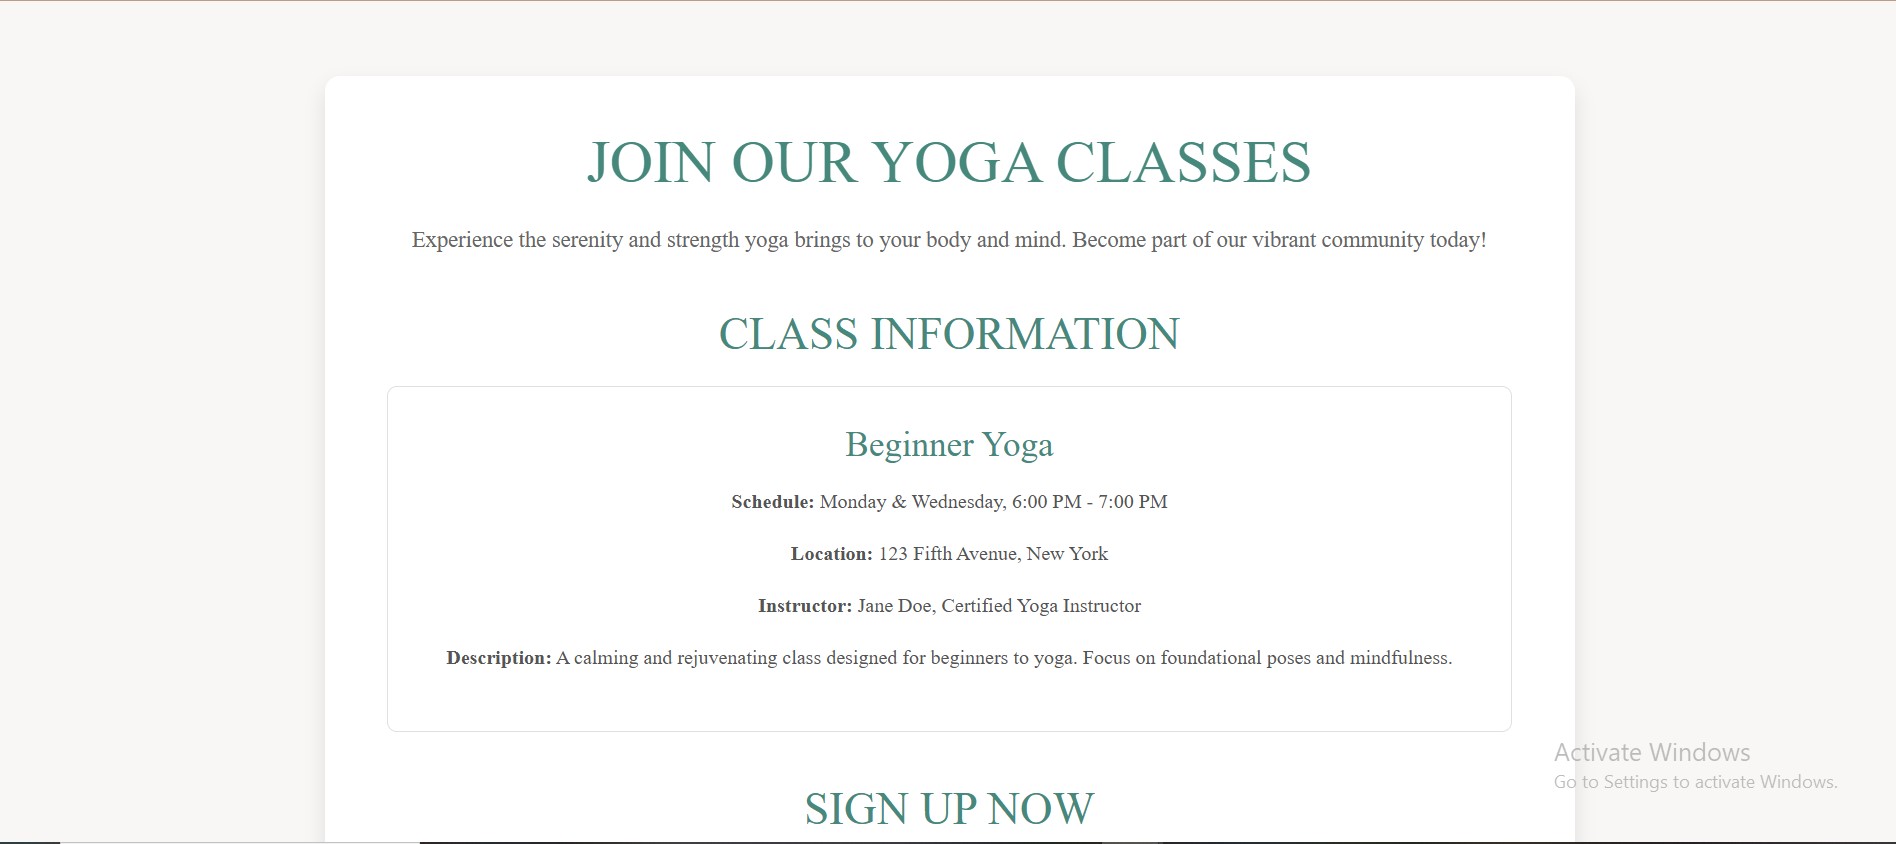 JOIN OUR YOGA CLASSES
Experience the serenity and strength yoga brings to your body and mind. Become part of our vibrant community today!
CLASS INFORMATION
Beginner Yoga
Schedule: Monday & Wednesday, 6:00 PM - 7:00 PM
Location: 123 Fifth Avenue, New York
Instructor: Jane Doe, Certified Yoga Instructor
Description: A calming and rejuvenating class designed for beginners to yoga. Focus on foundational poses and mindfulness.
Activate Windows
Go to Settings to activate Windows.
SIGN UP NOW